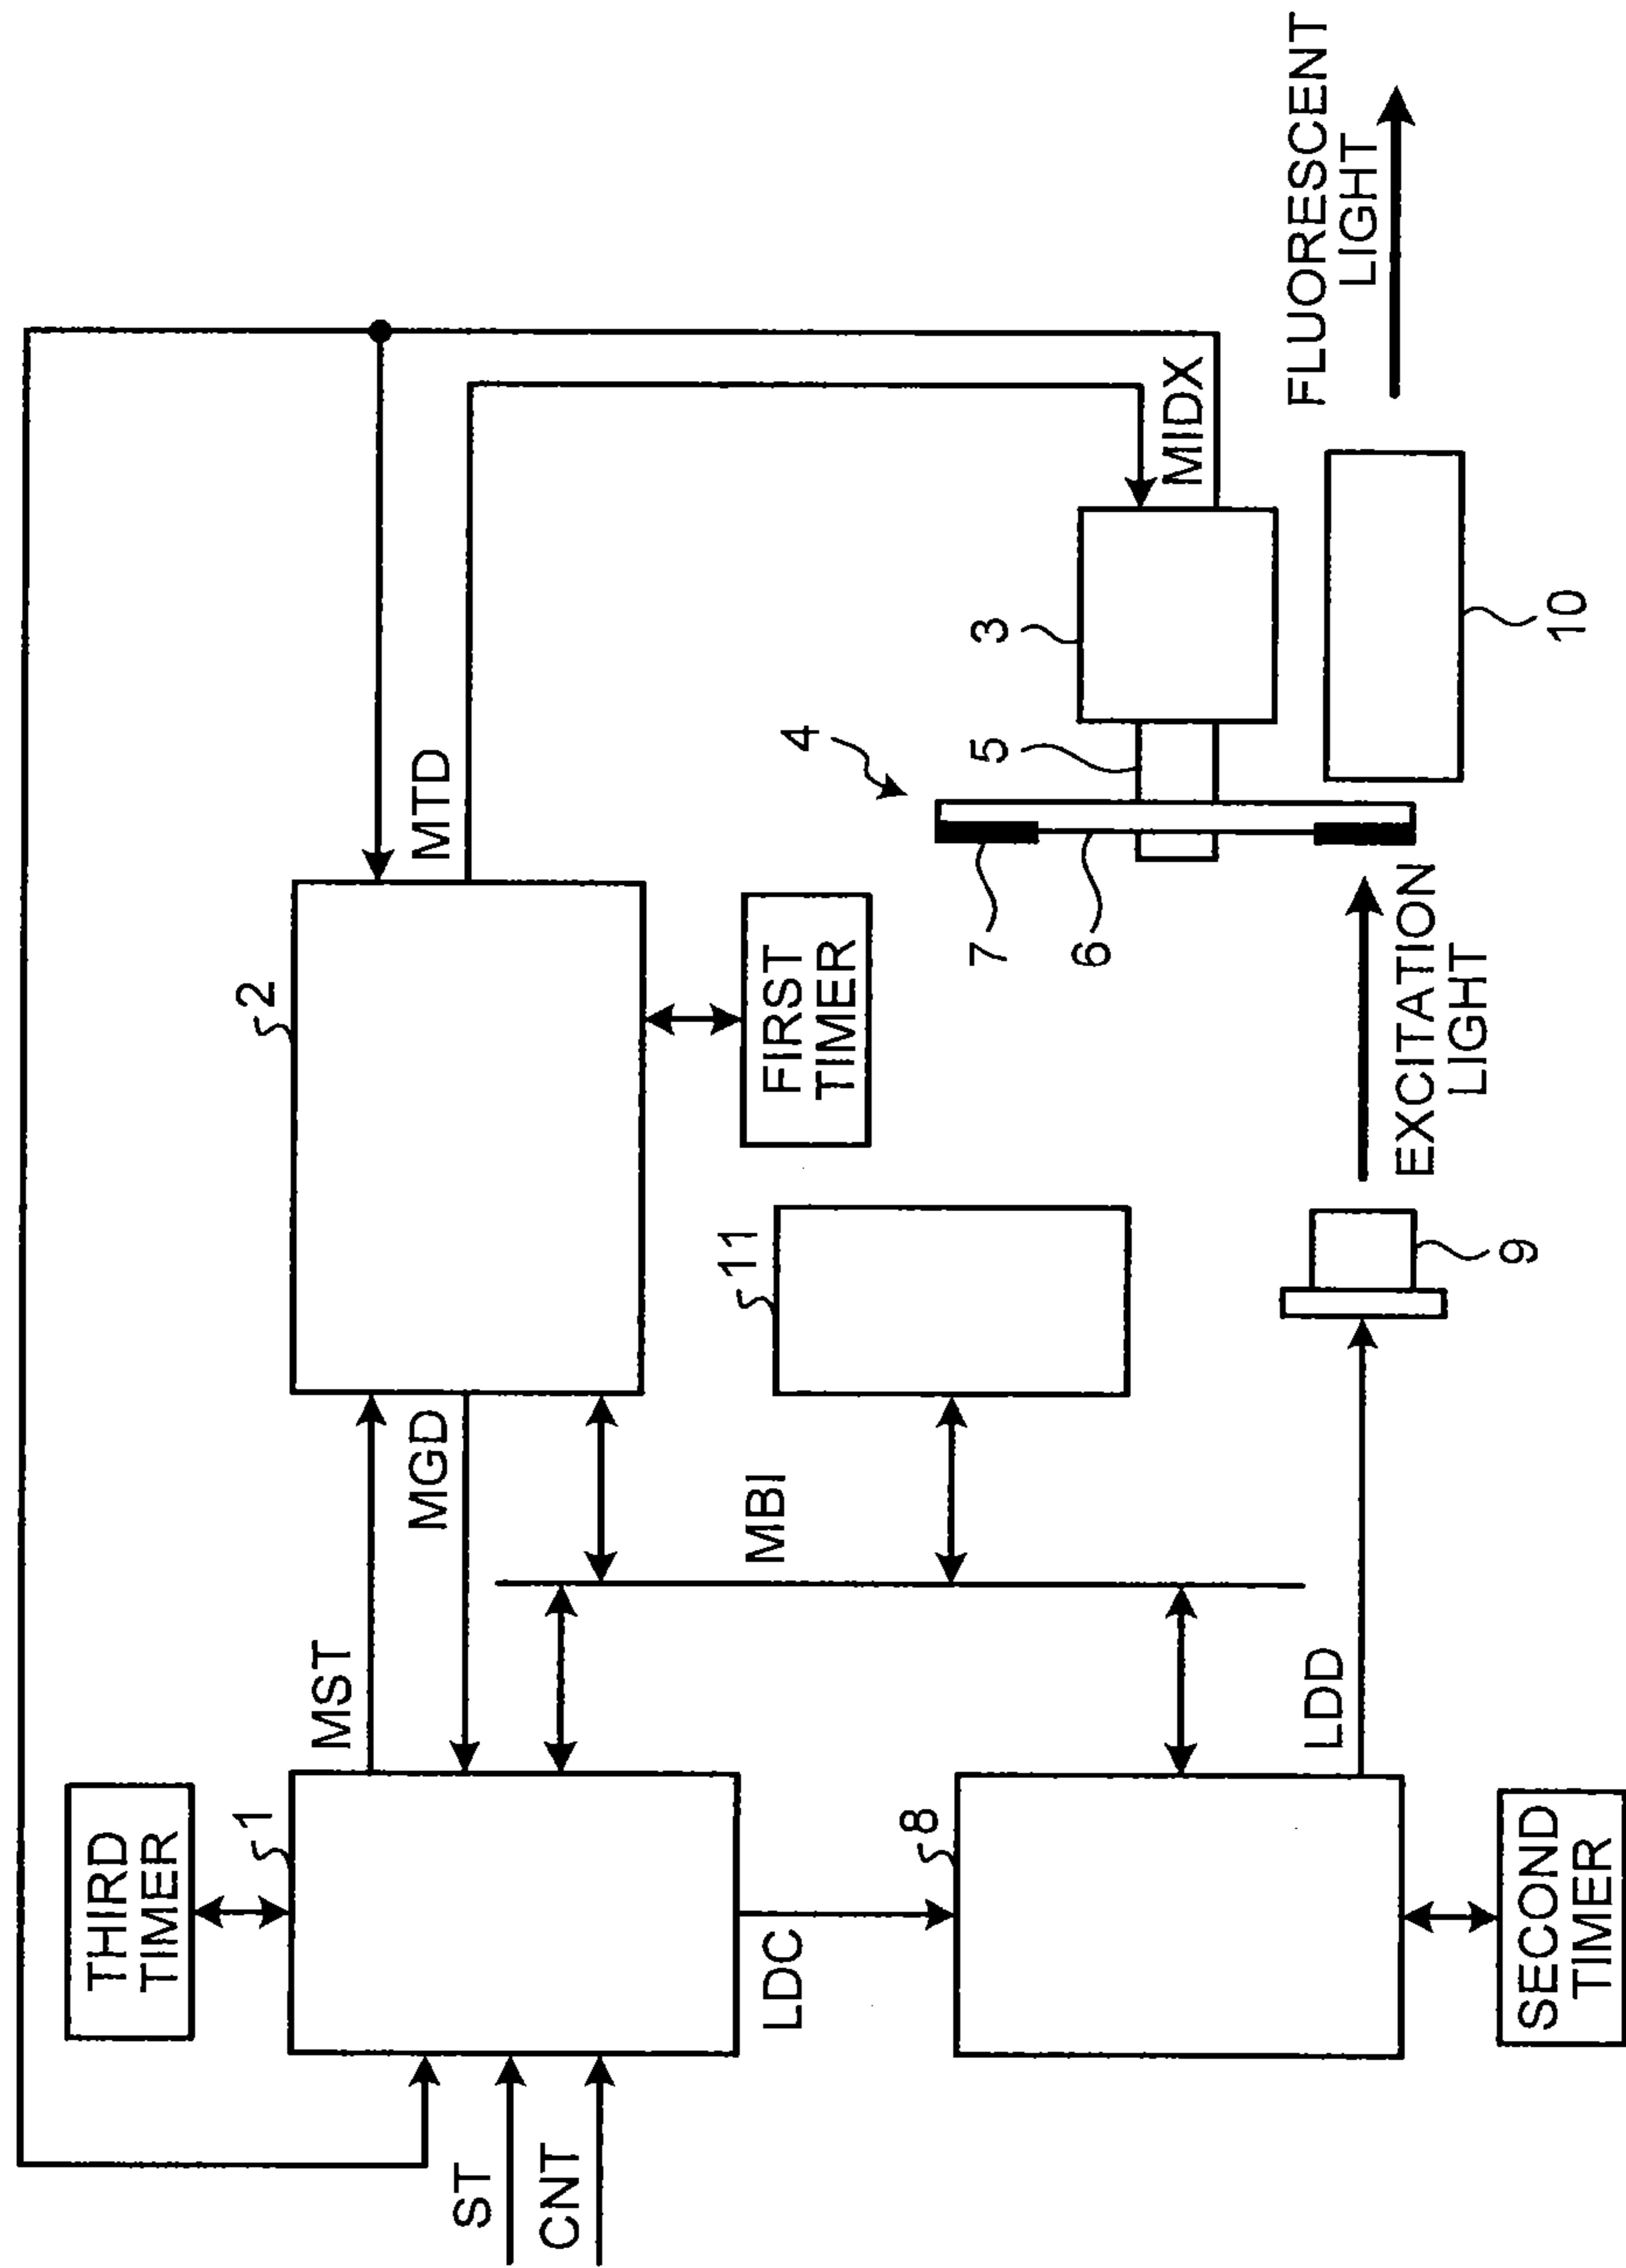 THIRD
TIMER
1
2
MST
MGD
MTD
ST
CNT
LDC
MBI
11
FIRST
TIMER
4
3
5
7
6
MIDX
8
LDD
9
10
EXCITATION
LIGHT
FLUORESCENT
LIGHT
SECOND
TIMER